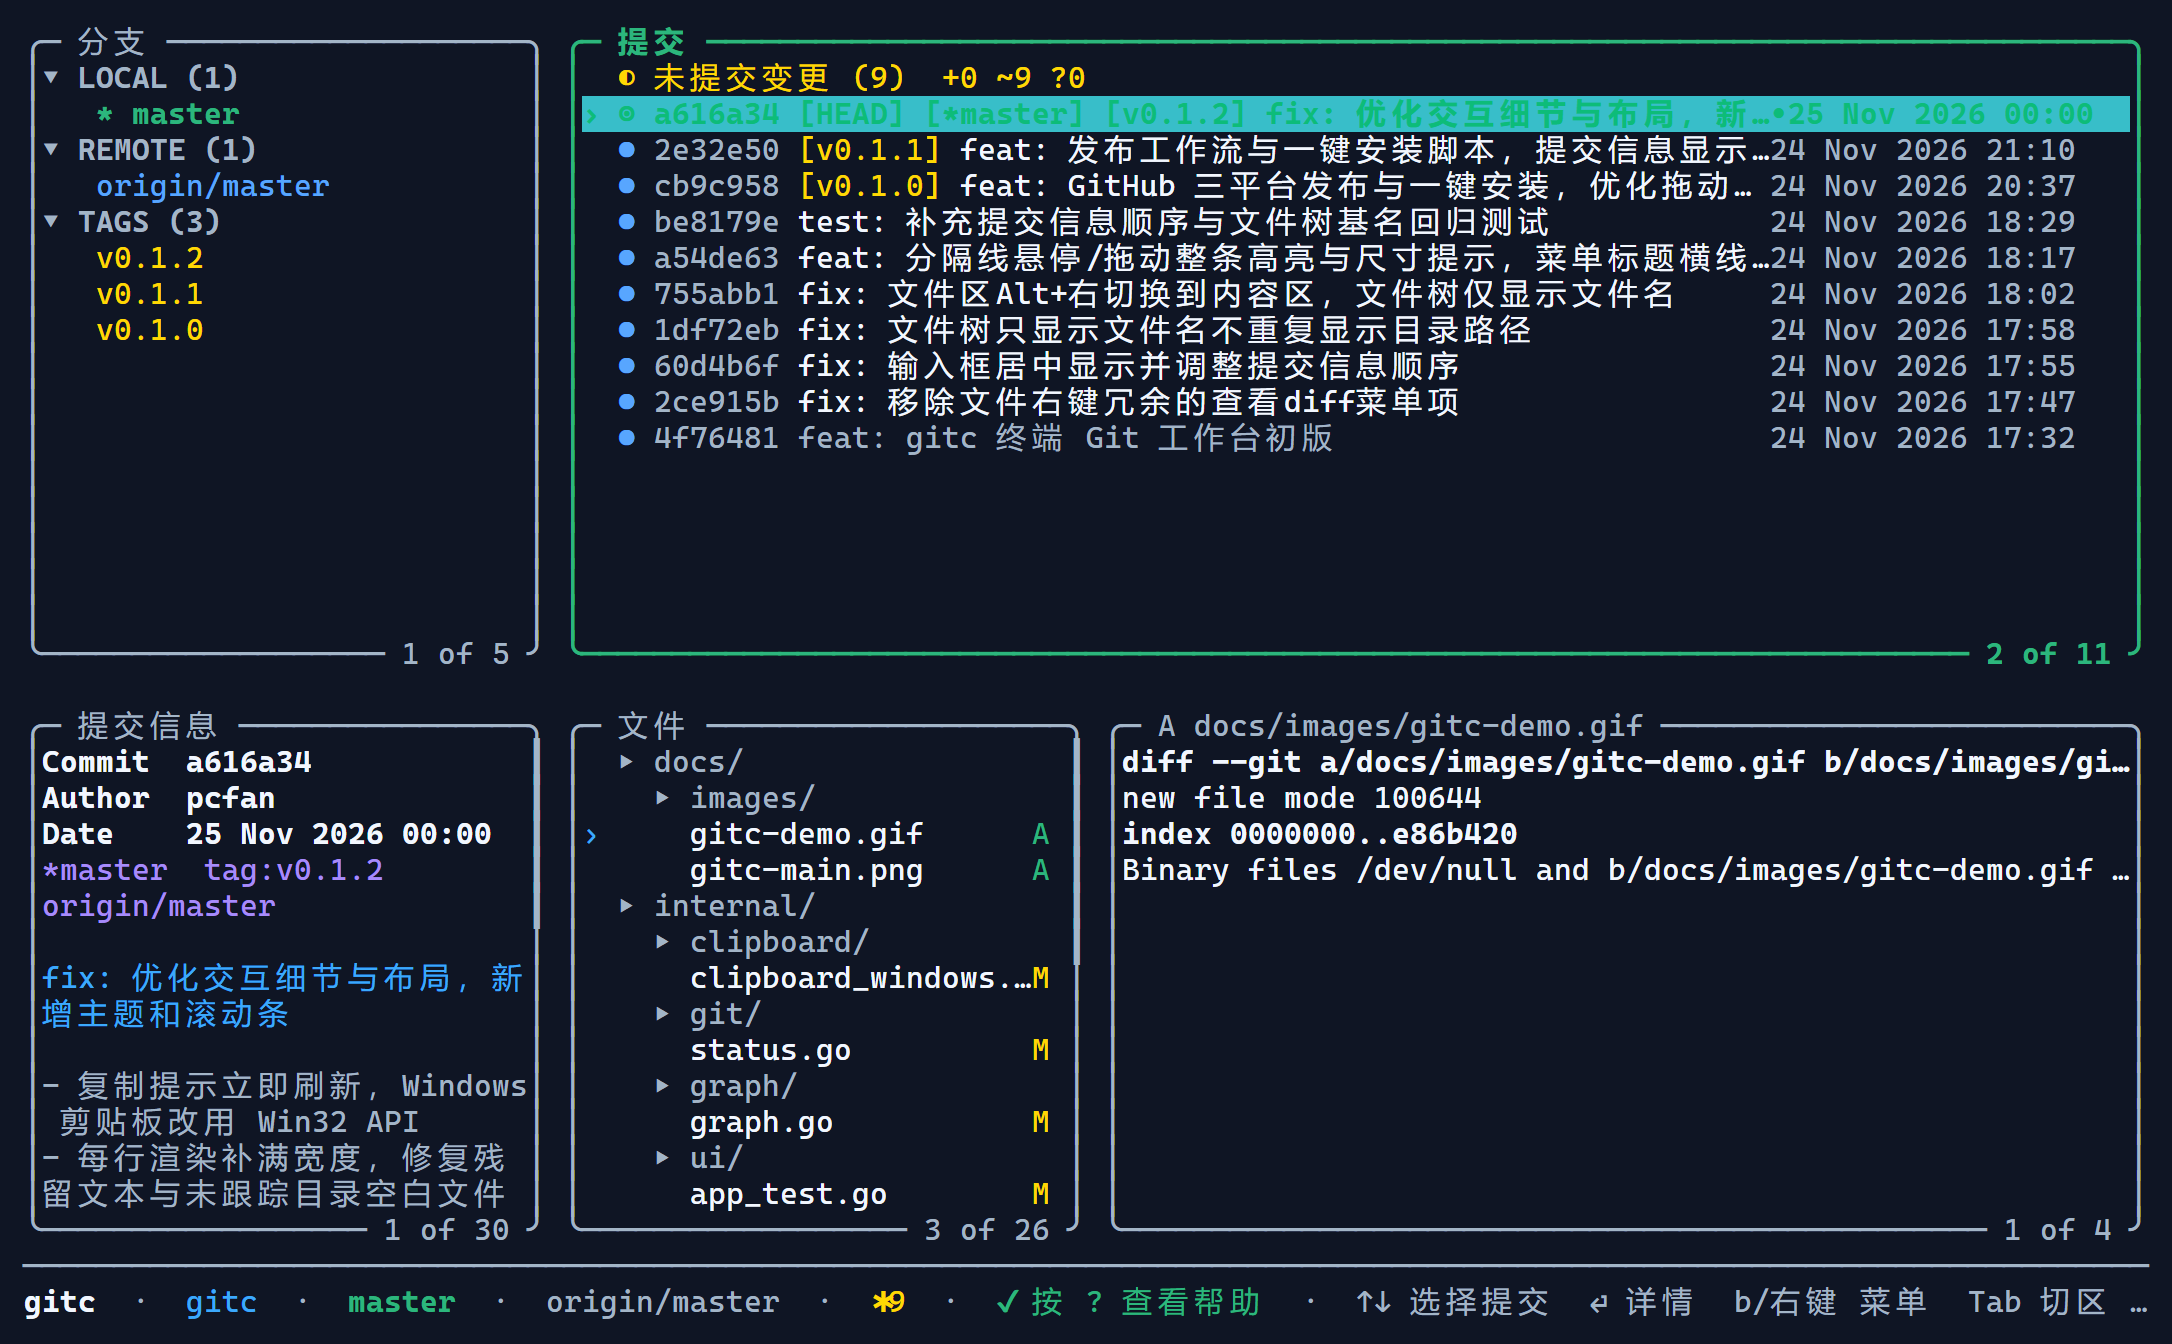 分支
▼ LOCAL (1)
* master
▼ REMOTE (1)
origin/master
▼ TAGS (3)
v0.1.2
v0.1.1
v0.1.0
1 of 5
提交
◐ 未提交变更 (9)  +0 ~9 ?0
› ⊙ a616a34 [HEAD] [*master] [v0.1.2] fix: 优化交互细节与布局, 新…•25 Nov 2026 00:00
● 2e32e50 [v0.1.1] feat: 发布工作流与一键安装脚本, 提交信息显示…24 Nov 2026 21:10
● cb9c958 [v0.1.0] feat: GitHub 三平台发布与一键安装, 优化拖动… 24 Nov 2026 20:37
● be8179e test: 补充提交信息顺序与文件树基名回归测试 24 Nov 2026 18:29
● a54de63 feat: 分隔线悬停/拖动整条高亮与尺寸提示, 菜单标题横线…24 Nov 2026 18:17
● 755abb1 fix: 文件区Alt+右切换到内容区, 文件树仅显示文件名 24 Nov 2026 18:02
● 1df72eb fix: 文件树只显示文件名不重复显示目录路径 24 Nov 2026 17:58
● 60d4b6f fix: 输入框居中显示并调整提交信息顺序 24 Nov 2026 17:55
● 2ce915b fix: 移除文件右键冗余的查看diff菜单项 24 Nov 2026 17:47
● 4f76481 feat: gitc 终端 Git 工作台初版 24 Nov 2026 17:32
2 of 11
提交信息
Commit  a616a34
Author  pcfan
Date    25 Nov 2026 00:00
*master  tag:v0.1.2
origin/master
fix: 优化交互细节与布局, 新
增主题和滚动条
- 复制提示立即刷新, Windows
剪贴板改用 Win32 API
- 每行渲染补满宽度, 修复残
留文本与未跟踪目录空白文件
1 of 30
文件
▶ docs/
▶ images/
› gitc-demo.gif A
gitc-main.png A
▶ internal/
▶ clipboard/
clipboard_windows.…M
▶ git/
status.go M
▶ graph/
graph.go M
▶ ui/
app_test.go M
3 of 26
A docs/images/gitc-demo.gif
diff --git a/docs/images/gitc-demo.gif b/docs/images/gi…
new file mode 100644
index 0000000..e86b420
Binary files /dev/null and b/docs/images/gitc-demo.gif …
1 of 4
gitc · gitc · master · origin/master · ✱9 · ✓按 ? 查看帮助 · ↑↓ 选择提交  ↵ 详情  b/右键 菜单  Tab 切区 …